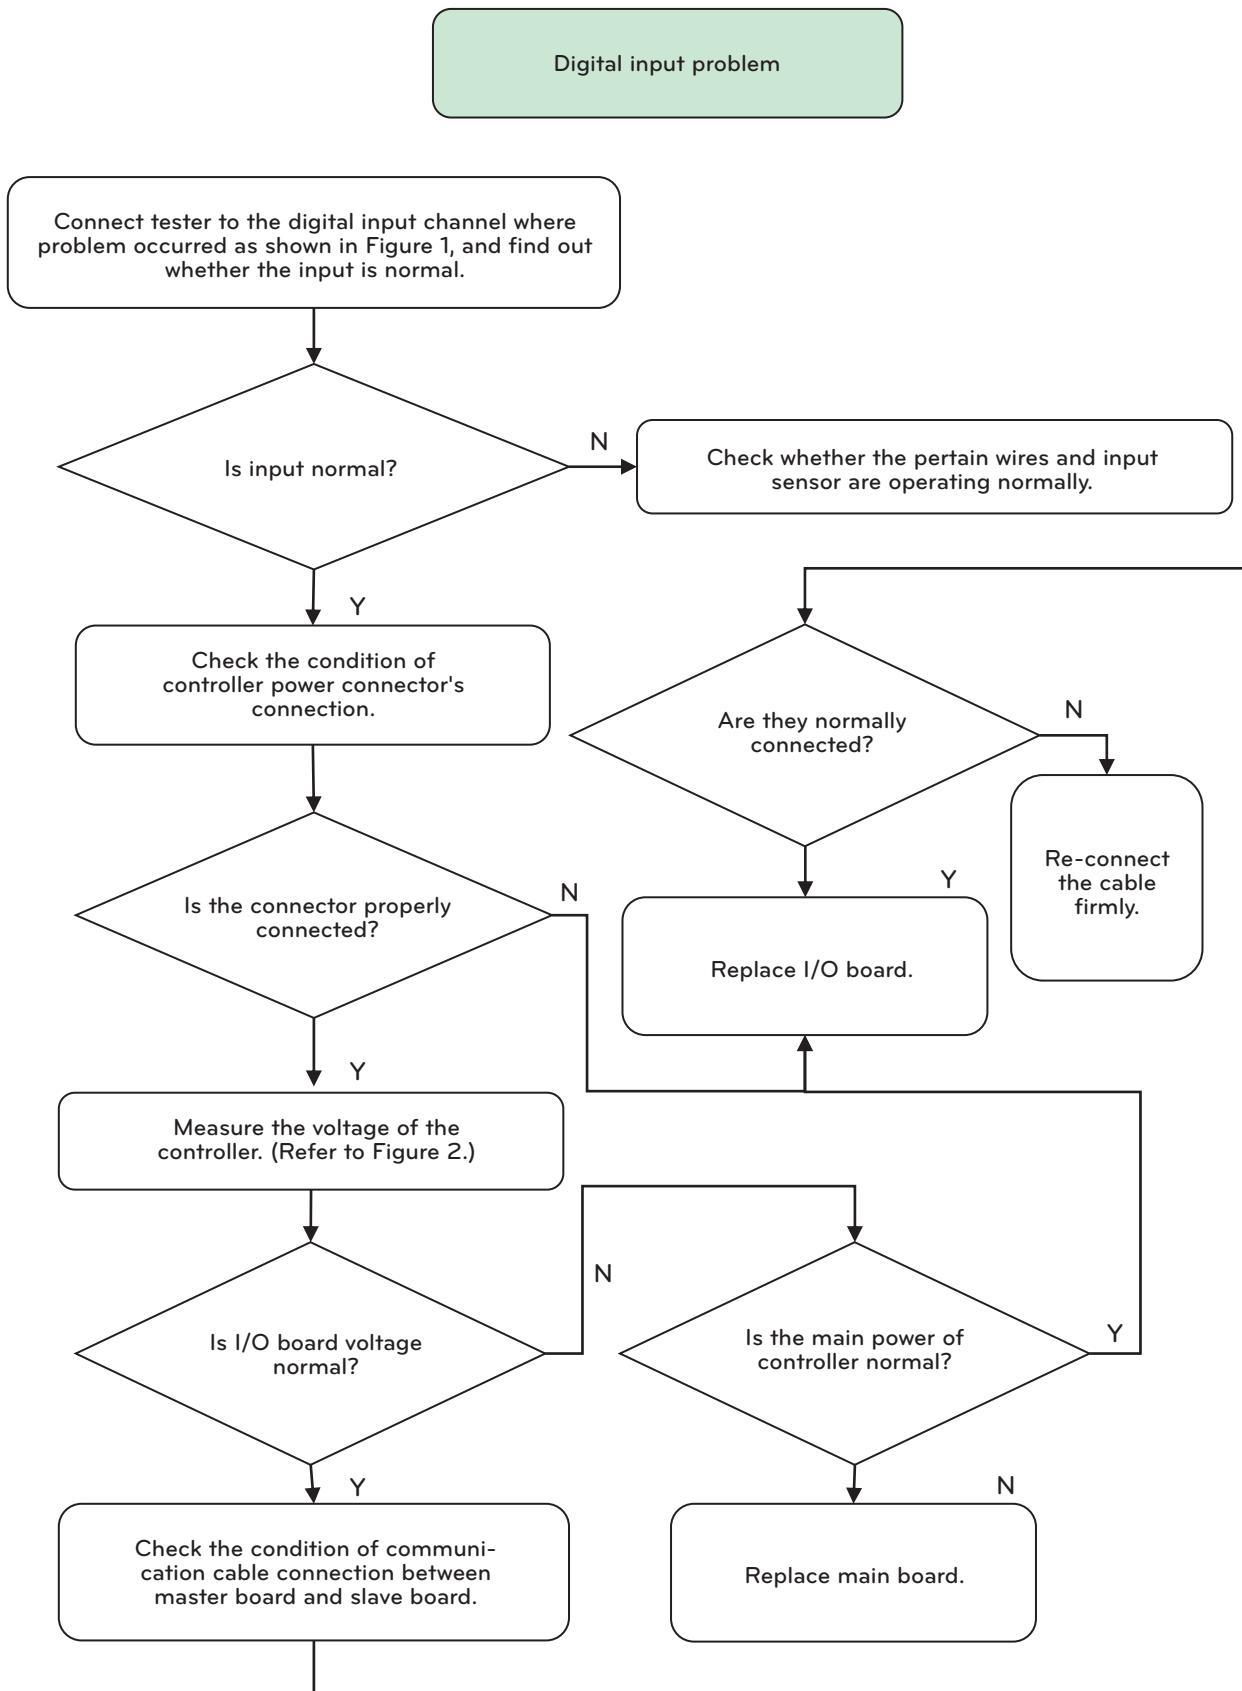 Digital input problem
Connect tester to the digital input channel where
problem occurred as shown in Figure 1, and find out
whether the input is normal.
Is input normal?
N
Check whether the pertain wires and input
sensor are operating normally.
Y
Check the condition of
controller power connector's
connection.
Are they normally
connected?
N
Re-connect
the cable
firmly.
Y
Replace I/O board.
Is the connector properly
connected?
N
Y
Measure the voltage of the
controller. (Refer to Figure 2.)
Is I/O board voltage
normal?
N
Is the main power of
controller normal?
Y
Y
Check the condition of communi-
cation cable connection between
master board and slave board.
N
Replace main board.